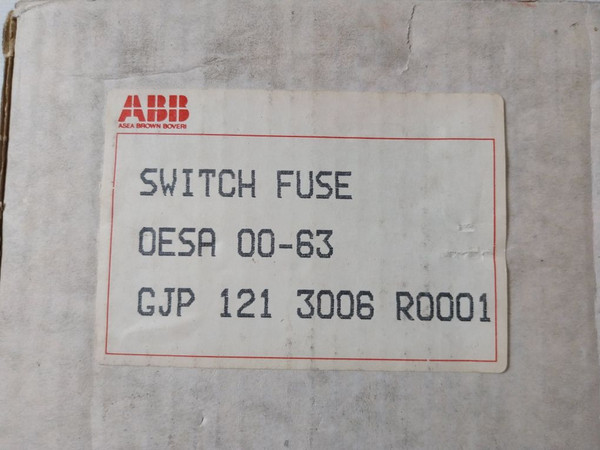 ABB
ASEA BROWN BOVERI
SWITCH FUSE
OESA 00-63
GJP 121 3006 R0001